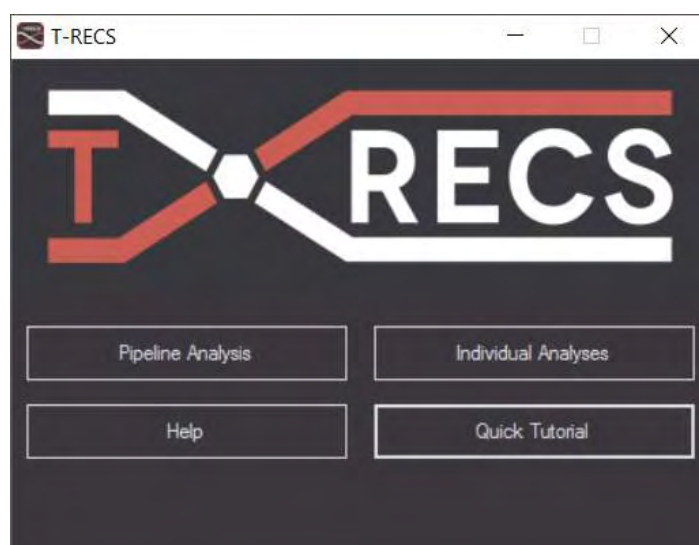 T-RECS
T RECS
Pipeline Analysis
Individual Analyses
Help
Quick Tutorial